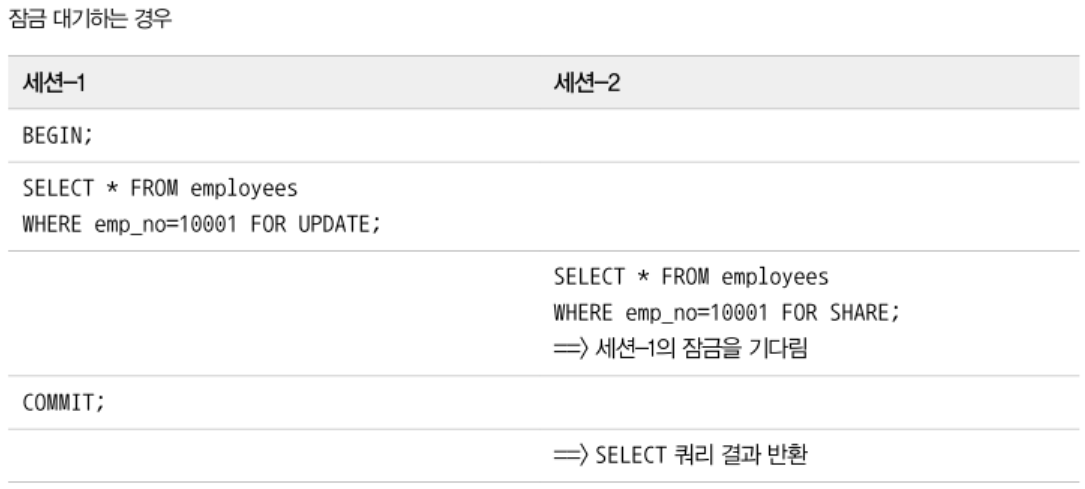 잠금 대기하는 경우
세션-1 세션-2
BEGIN;
SELECT * FROM employees
WHERE emp_no=10001 FOR UPDATE;
SELECT * FROM employees
WHERE emp_no=10001 FOR SHARE;
==> 세션-1의 잠금을 기다림
COMMIT;
==> SELECT 쿼리 결과 반환